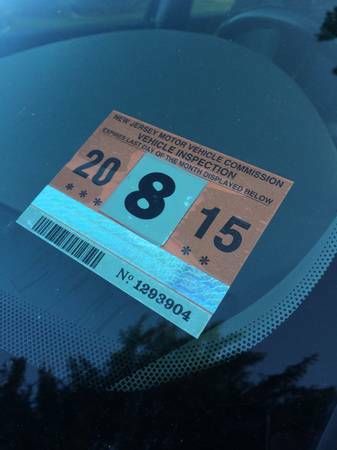 NEW JERSEY MOTOR VEHICLE COMMISSION
VEHICLE INSPECTION
EXPIRES LAST DAY OF THE MONTH DISPLAYED BELOW
20 8 15
*** **
No 1293904